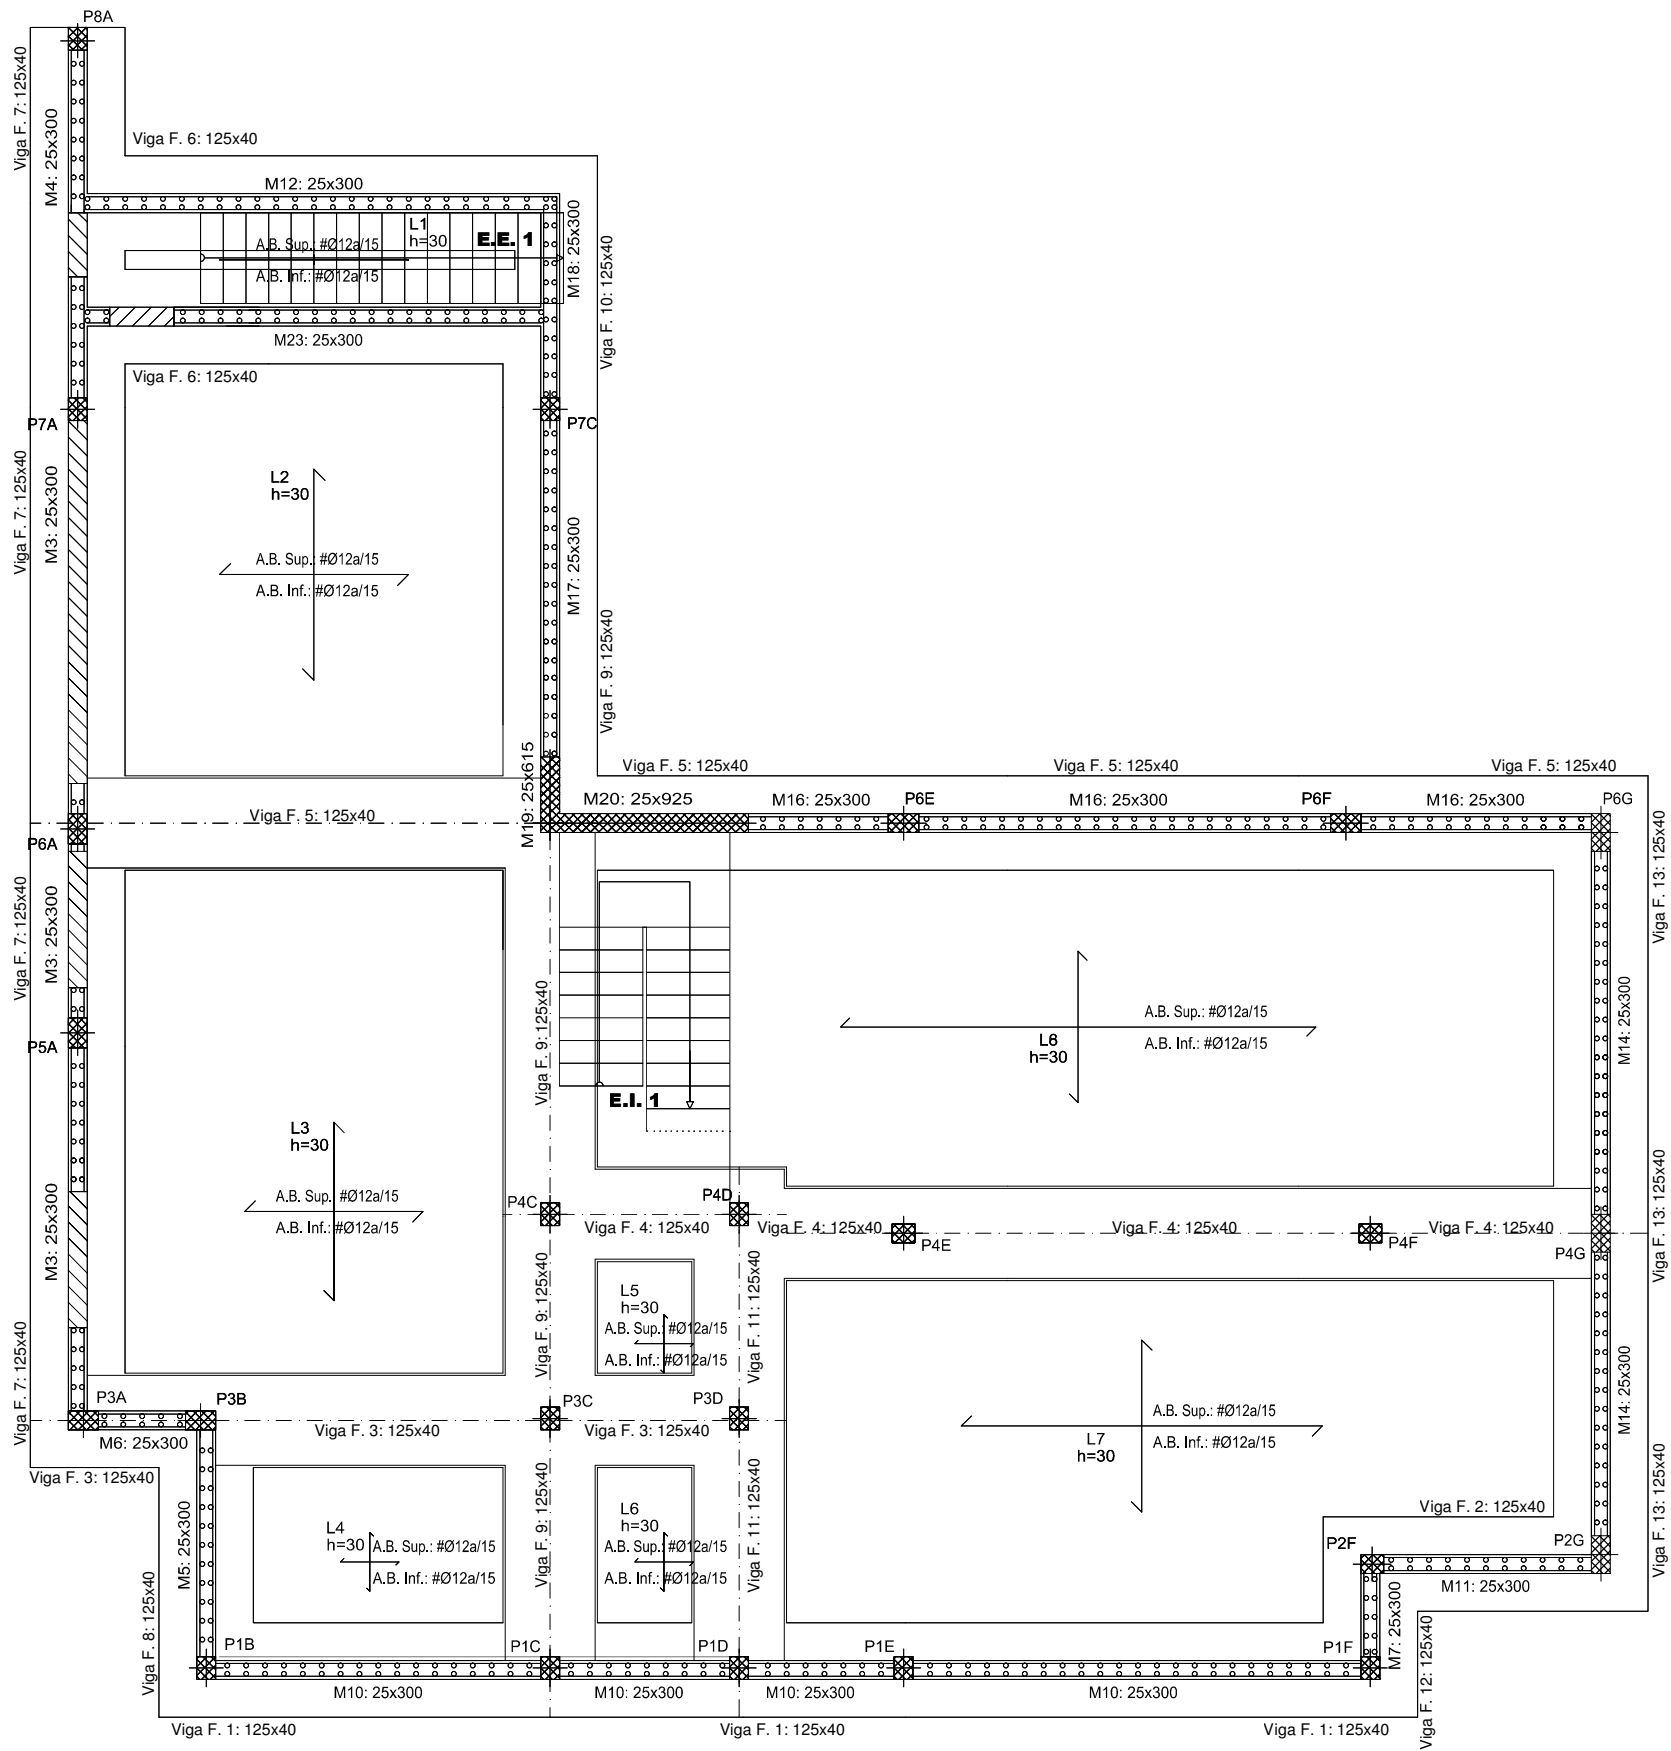 P8A
Viga F. 7: 125x40
M4: 25x300
Viga F. 6: 125x40
M12: 25x300
L1
h=30
E.E. 1
A.B. Sup.: #Ø12a/15
A.B. Inf.: #Ø12a/15
M18: 25x300
Viga F. 10: 125x40
M23: 25x300
Viga F. 6: 125x40
P7A
P7C
Viga F. 7: 125x40
M3: 25x300
L2
h=30
A.B. Sup.: #Ø12a/15
A.B. Inf.: #Ø12a/15
M17: 25x300
Viga F. 9: 125x40
M19: 25x615
Viga F. 5: 125x40
Viga F. 5: 125x40
Viga F. 5: 125x40
M20: 25x925
M16: 25x300
P6E
M16: 25x300
P6F
M16: 25x300
P6G
Viga F. 5: 125x40
P6A
Viga F. 13: 125x40
Viga F. 7: 125x40
M3: 25x300
Viga F. 9: 125x40
A.B. Sup.: #Ø12a/15
L8
h=30
A.B. Inf.: #Ø12a/15
M14: 25x300
P5A
E.I. 1
L3
h=30
A.B. Sup.: #Ø12a/15
A.B. Inf.: #Ø12a/15
M3: 25x300
P4C
P4D
Viga F. 4: 125x40
Viga F. 4: 125x40
P4E
Viga F. 4: 125x40
P4F
Viga F. 4: 125x40
P4G
Viga F. 13: 125x40
L5
h=30
A.B. Sup.: #Ø12a/15
A.B. Inf.: #Ø12a/15
Viga F. 9: 125x40
Viga F. 11: 125x40
Viga F. 7: 125x40
P3A
P3B
P3C
P3D
M6: 25x300
Viga F. 3: 125x40
Viga F. 3: 125x40
Viga F. 3: 125x40
A.B. Sup.: #Ø12a/15
L7
h=30
A.B. Inf.: #Ø12a/15
M14: 25x300
M5: 25x300
L4
h=30
A.B. Sup.: #Ø12a/15
A.B. Inf.: #Ø12a/15
Viga F. 9: 125x40
L6
h=30
A.B. Sup.: #Ø12a/15
A.B. Inf.: #Ø12a/15
Viga F. 11: 125x40
Viga F. 2: 125x40
P2F
P2G
Viga F. 13: 125x40
M11: 25x300
Viga F. 8: 125x40
P1B
P1C
P1D
P1E
P1F
M7: 25x300
M10: 25x300
M10: 25x300
M10: 25x300
M10: 25x300
Viga F. 12: 125x40
Viga F. 1: 125x40
Viga F. 1: 125x40
Viga F. 1: 125x40